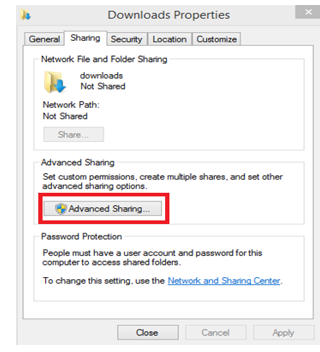 Downloads Properties
General Sharing Security Location Customize
Network File and Folder Sharing
downloads
Not Shared
Network Path:
Not Shared
Share...
Advanced Sharing
Set custom permissions, create multiple shares, and set other
advanced sharing options.
Advanced Sharing...
Password Protection
People must have a user account and password for this
computer to access shared folders.
To change this setting, use the Network and Sharing Center.
Close Cancel Apply